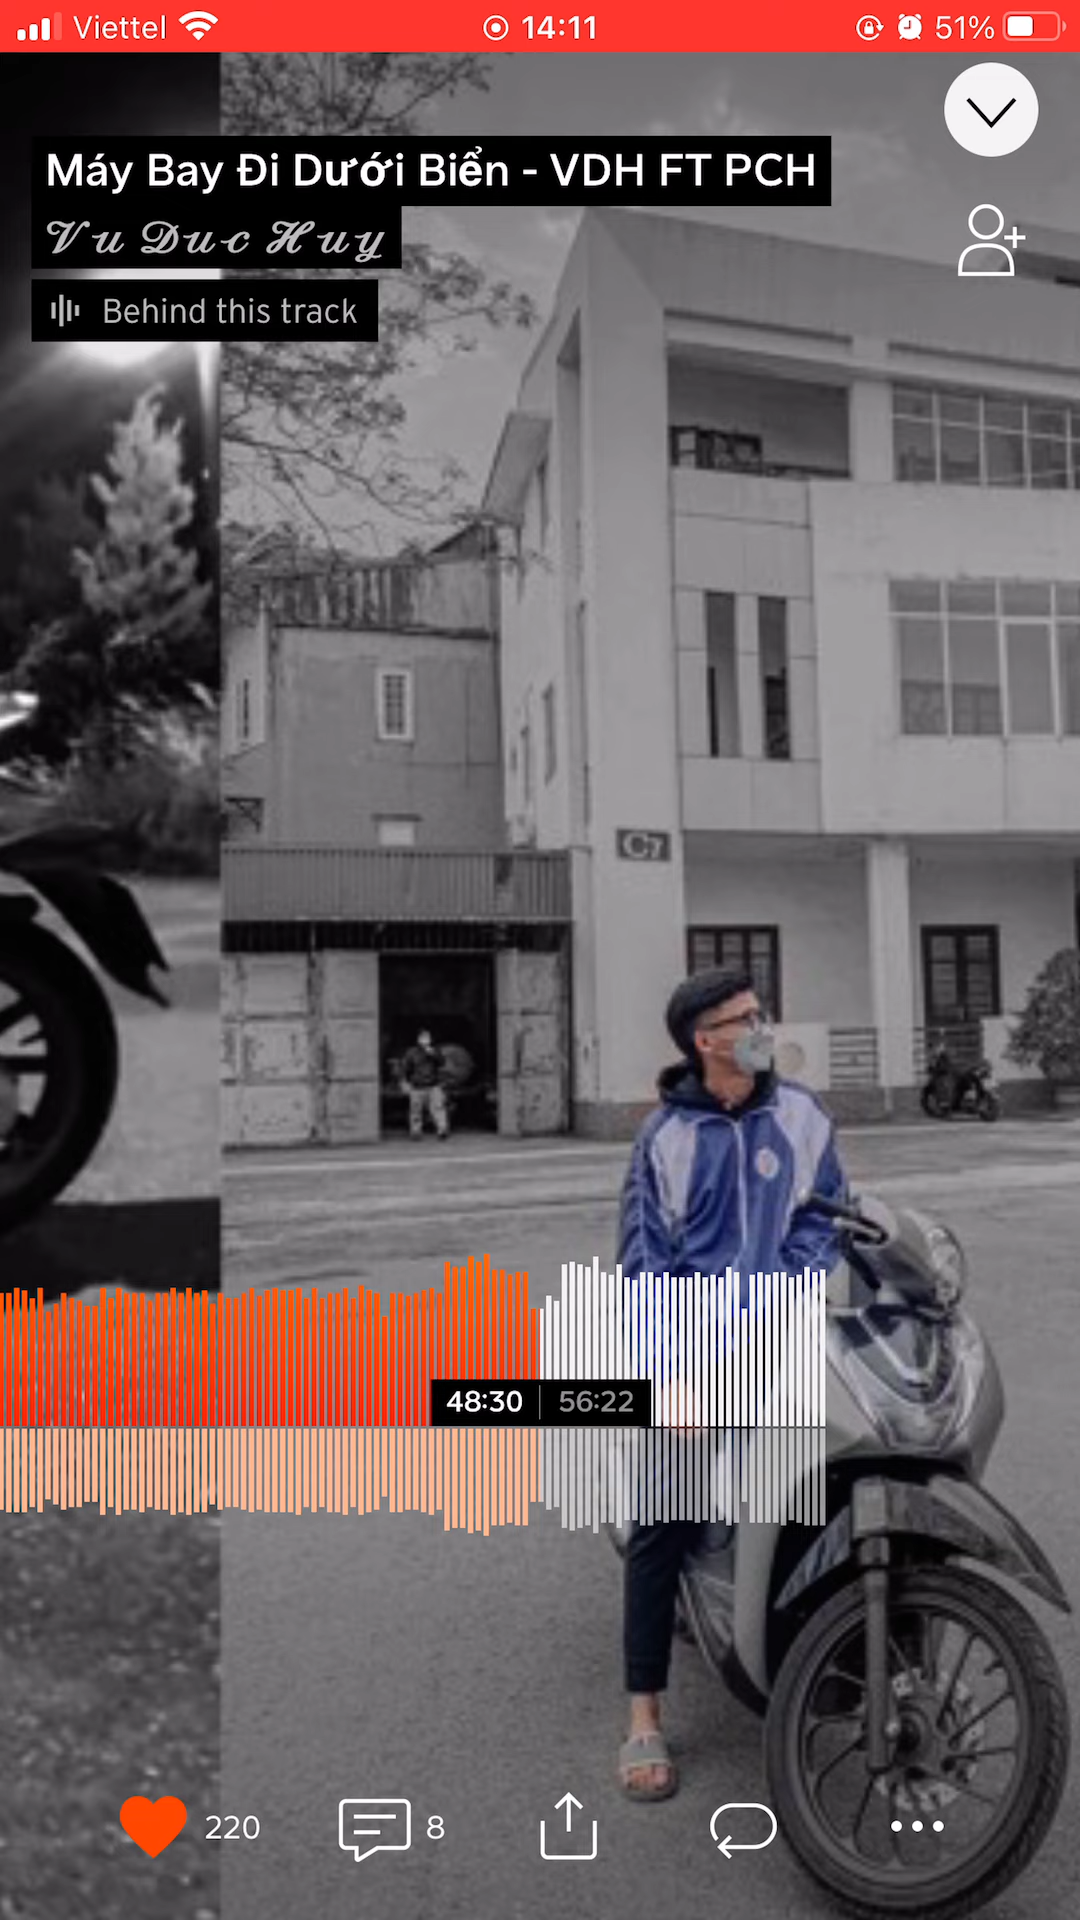 Viettel 14:11 51%
Máy Bay Đi Dưới Biển - VDH FT PCH
𝒱𝓊 𝒟𝓊𝒸 ℋ𝓊𝓎
Behind this track
C7
48:30 56:22
220 8